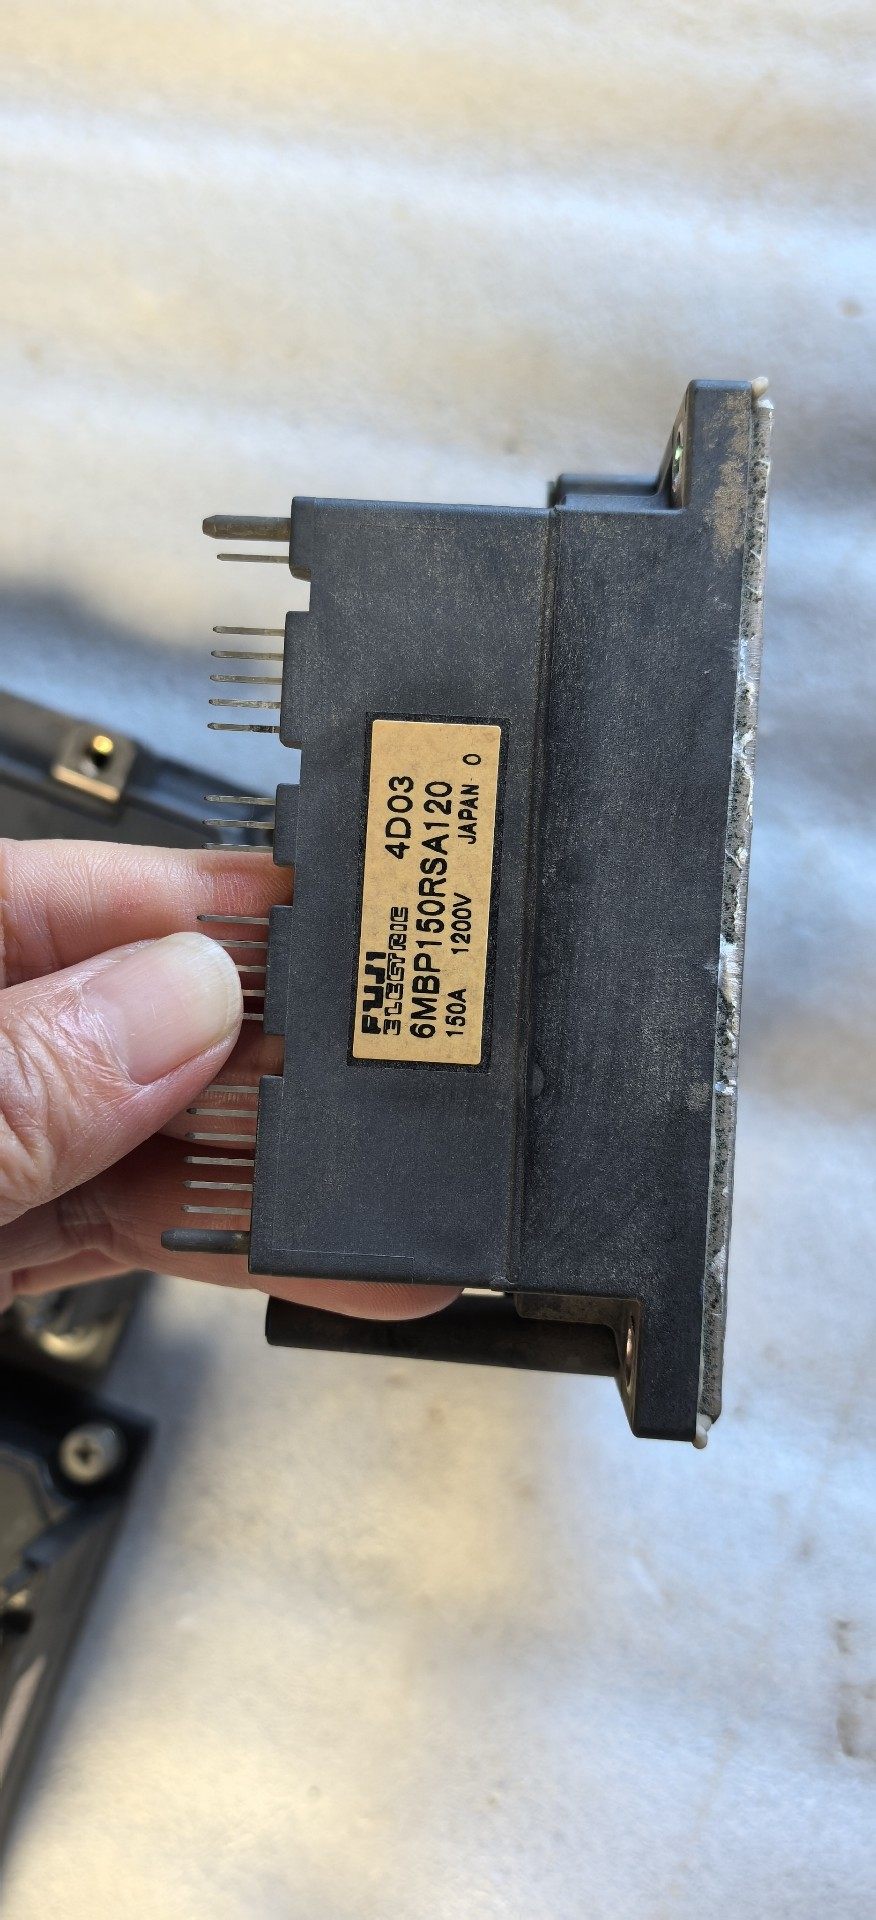 FUJI
ELECTRIC 4D03
6MBP150RSA120
150A 1200V JAPAN O